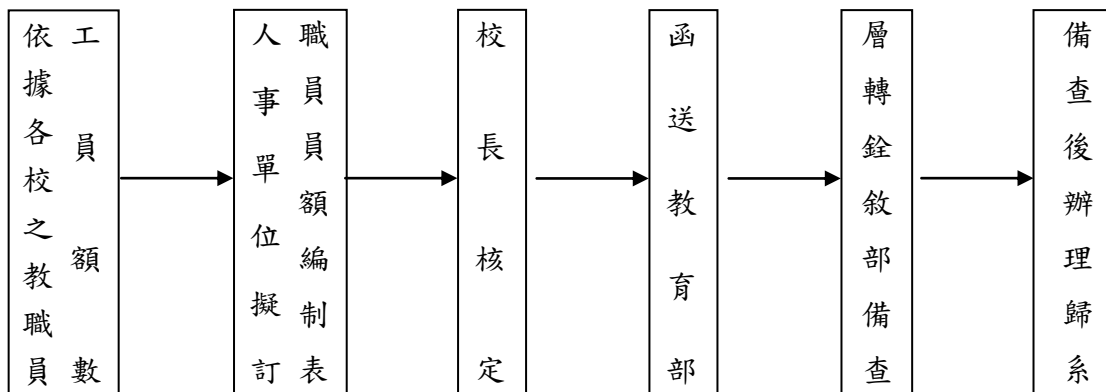 依據各校之教職員
工員額數
人事單位擬訂
職員員額編制表
校長核定
函送教育部
層轉銓敘部備查
備查後辦理歸系